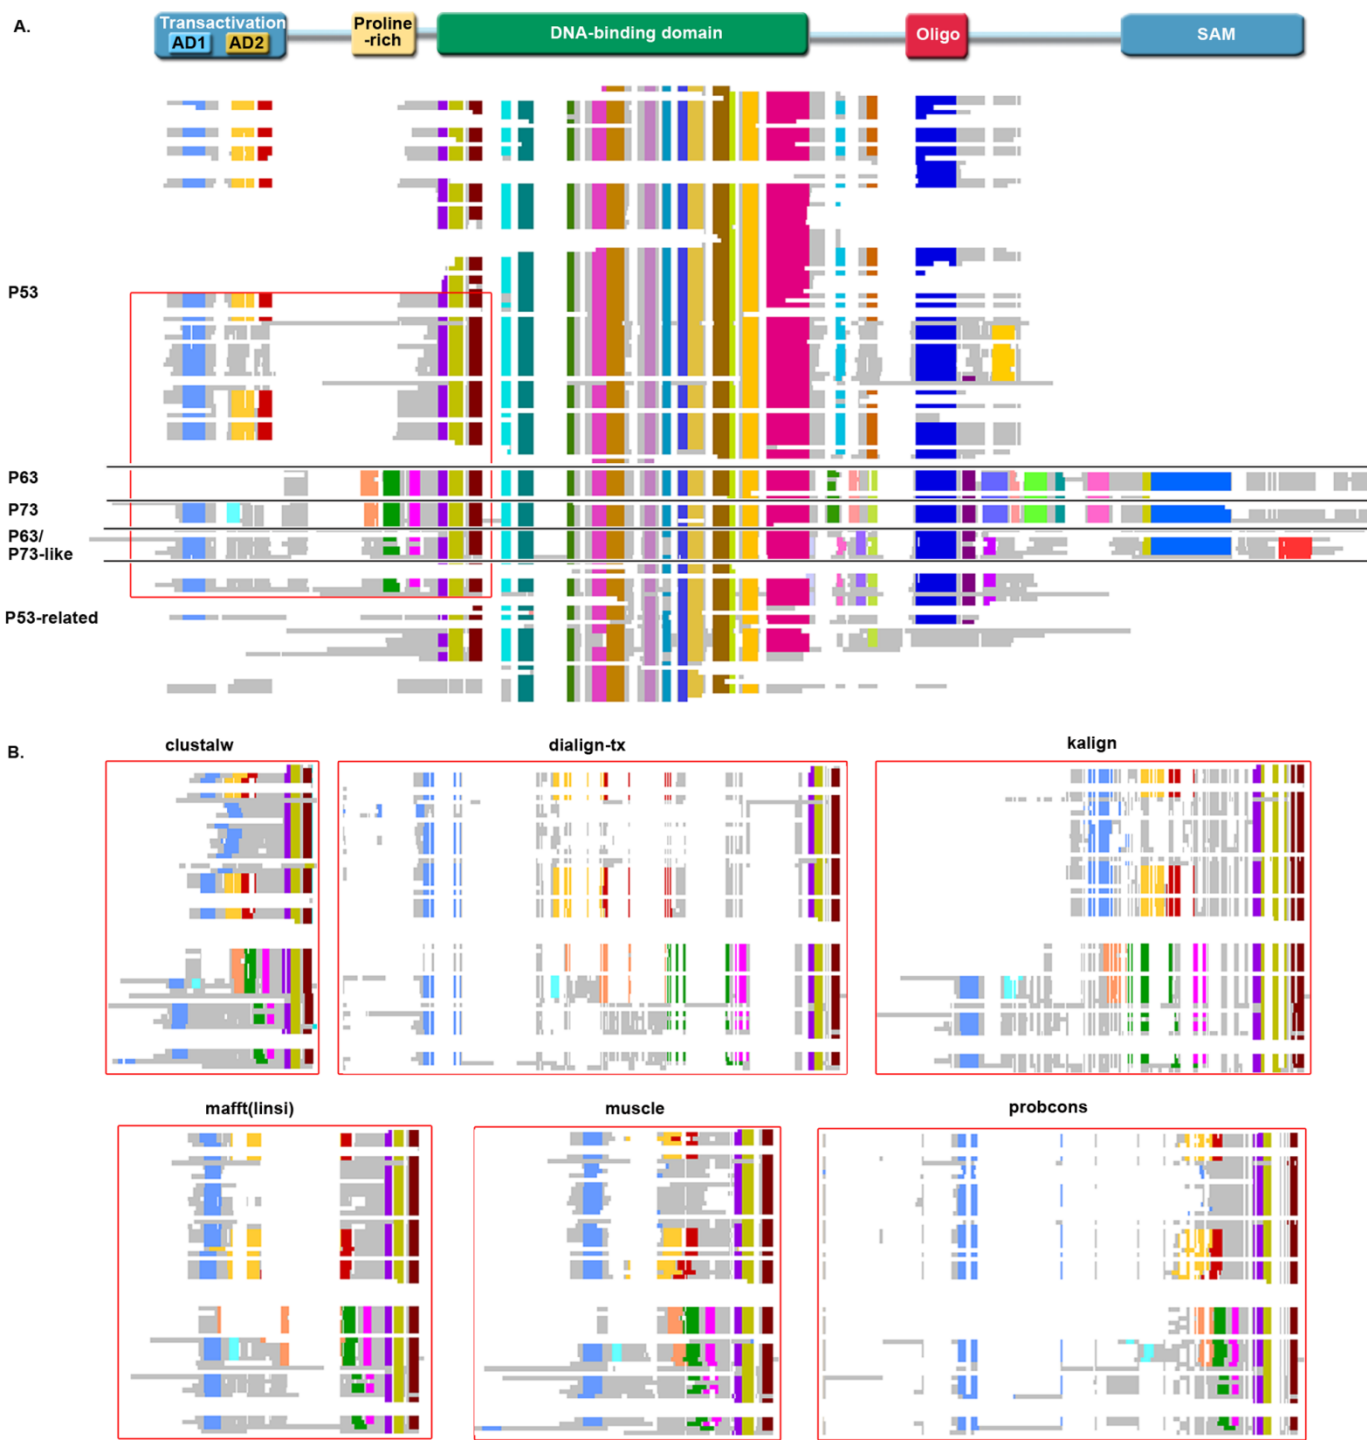 A.
Transactivation
AD1 AD2
Proline
-rich
DNA-binding domain
Oligo
SAM
P53
P63
P73
P63/
P73-like
P53-related
B.
clustalw
dialign-tx
kalign
mafft(linsi)
muscle
probcons